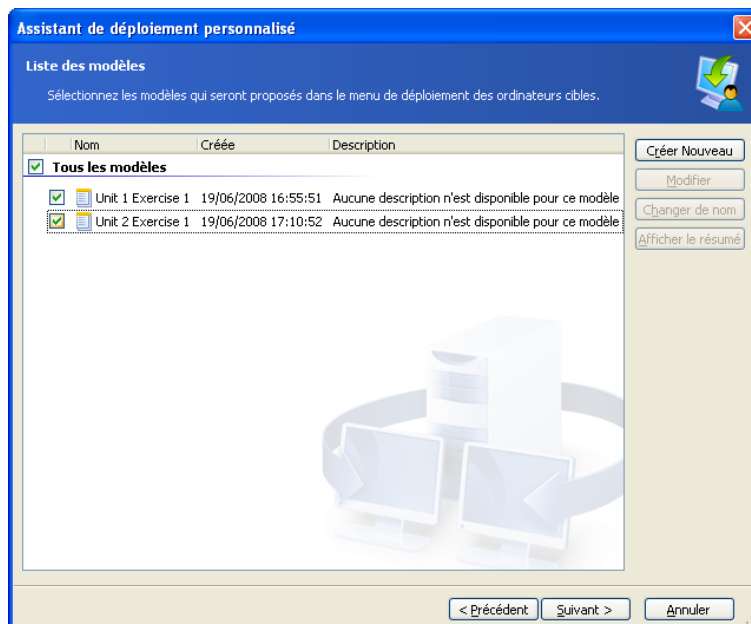 Assistant de déploiement personnalisé
Liste des modèles
Sélectionnez les modèles qui seront proposés dans le menu de déploiement des ordinateurs cibles.
Nom Créée Description
Tous les modèles
Unit 1 Exercise 1 19/06/2008 16:55:51 Aucune description n'est disponible pour ce modèle
Unit 2 Exercise 1 19/06/2008 17:10:52 Aucune description n'est disponible pour ce modèle
Créer Nouveau
Modifier
Changer de nom
Afficher le résumé
< Précédent Suivant > Annuler